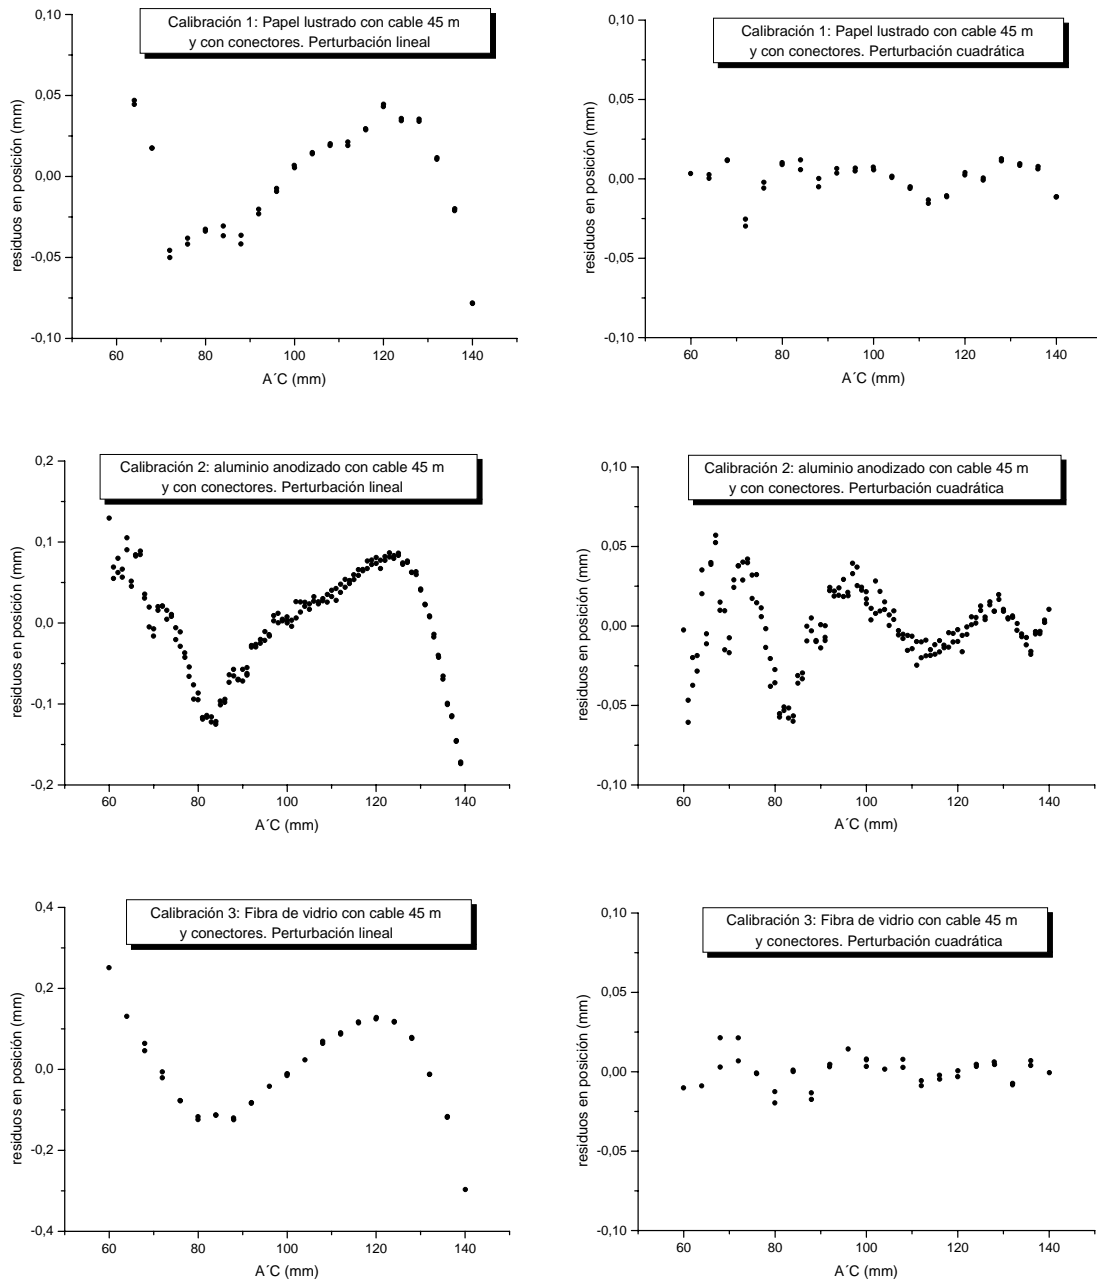 Calibración 1: Papel lustrado con cable 45 m
y con conectores. Perturbación lineal
0,10
0,05
0,00
-0,05
-0,10
residuos en posición (mm)
60 80 100 120 140
A´C (mm)
Calibración 1: Papel lustrado con cable 45 m
y con conectores. Perturbación cuadrática
0,10
0,05
0,00
-0,05
-0,10
residuos en posición (mm)
60 80 100 120 140
A´C (mm)
Calibración 2: aluminio anodizado con cable 45 m
y con conectores. Perturbación lineal
0,2
0,1
0,0
-0,1
-0,2
residuos en posición (mm)
60 80 100 120 140
A´C (mm)
Calibración 2: aluminio anodizado con cable 45 m
y con conectores. Perturbación cuadrática
0,10
0,05
0,00
-0,05
-0,10
residuos en posición (mm)
60 80 100 120 140
A´C (mm)
Calibración 3: Fibra de vidrio con cable 45 m
y conectores. Perturbación lineal
0,4
0,2
0,0
-0,2
-0,4
residuos en posición (mm)
60 80 100 120 140
A´C (mm)
Calibración 3: Fibra de vidrio con cable 45 m
y conectores. Perturbación cuadrática
0,10
0,05
0,00
-0,05
-0,10
residuos en posición (mm)
60 80 100 120 140
A´C (mm)